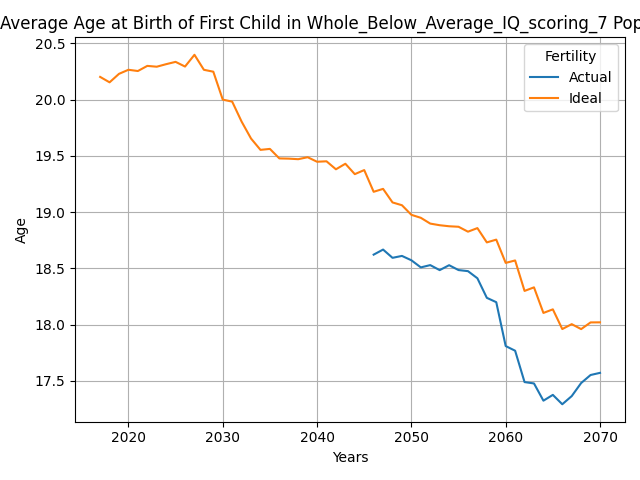 Average Age at Birth of First Child in Whole_Below_Average_IQ_scoring_7 Pop
Fertility
Actual
Ideal
20.5
20.0
19.5
19.0
18.5
18.0
17.5
Age
2020 2030 2040 2050 2060 2070
Years